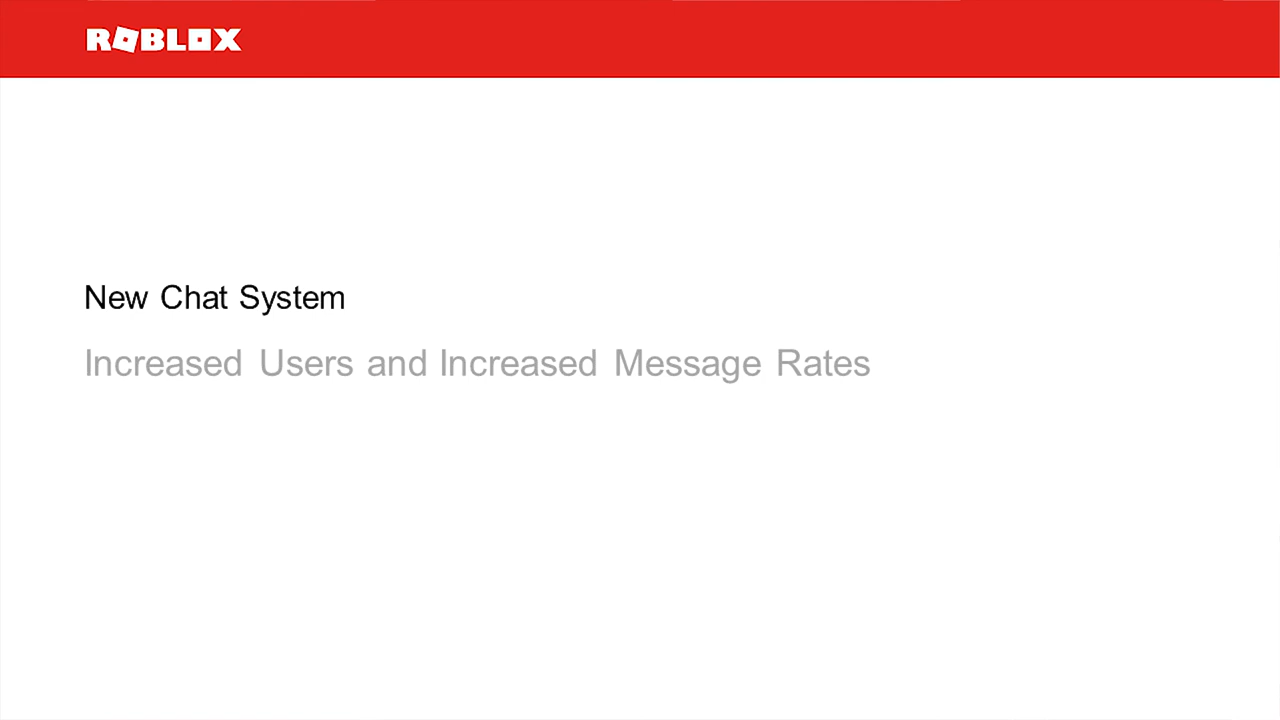 ROBLOX
New Chat System
Increased Users and Increased Message Rates